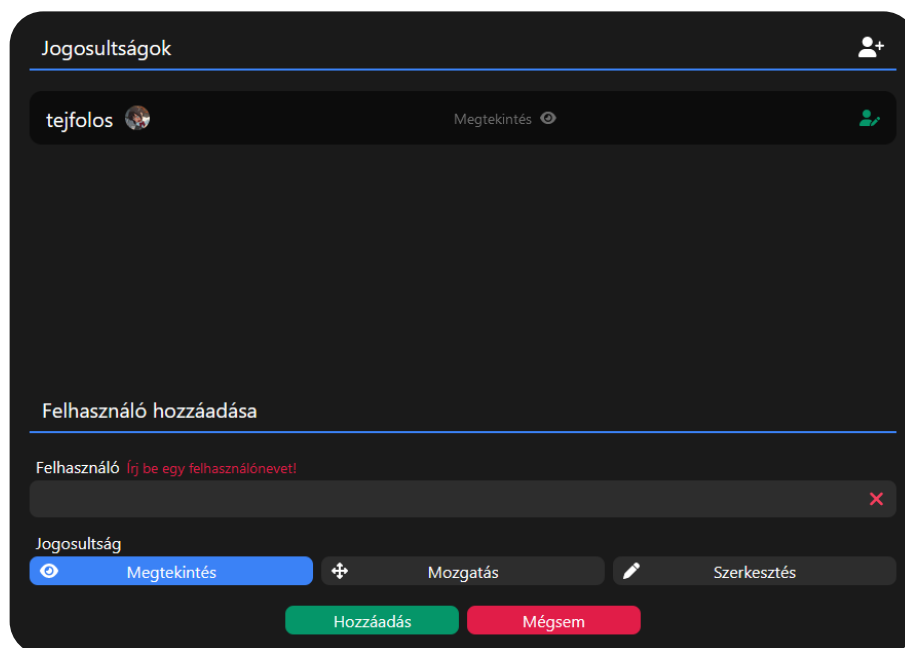 Jogosultságok
tejfolos Megtekintés
Felhasználó hozzáadása
Felhasználó Írj be egy felhasználónevet!
Jogosultság
Megtekintés Mozgatás Szerkesztés
Hozzáadás Mégsem